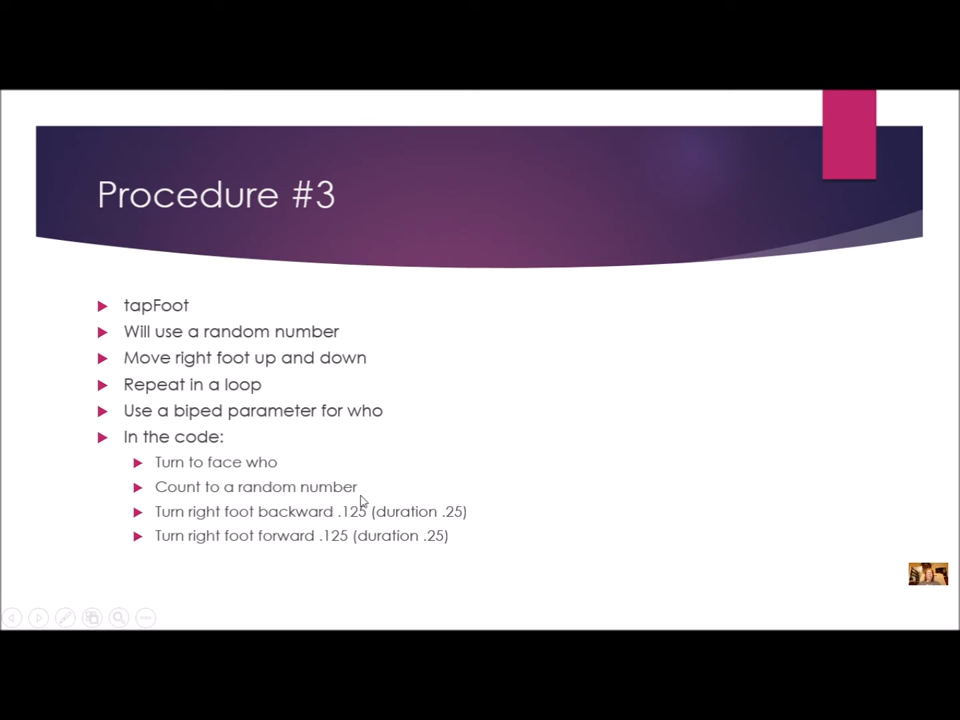 Procedure #3
tapFoot
Will use a random number
Move right foot up and down
Repeat in a loop
Use a biped parameter for who
In the code:
Turn to face who
Count to a random number
Turn right foot backward .125 (duration .25)
Turn right foot forward .125 (duration .25)